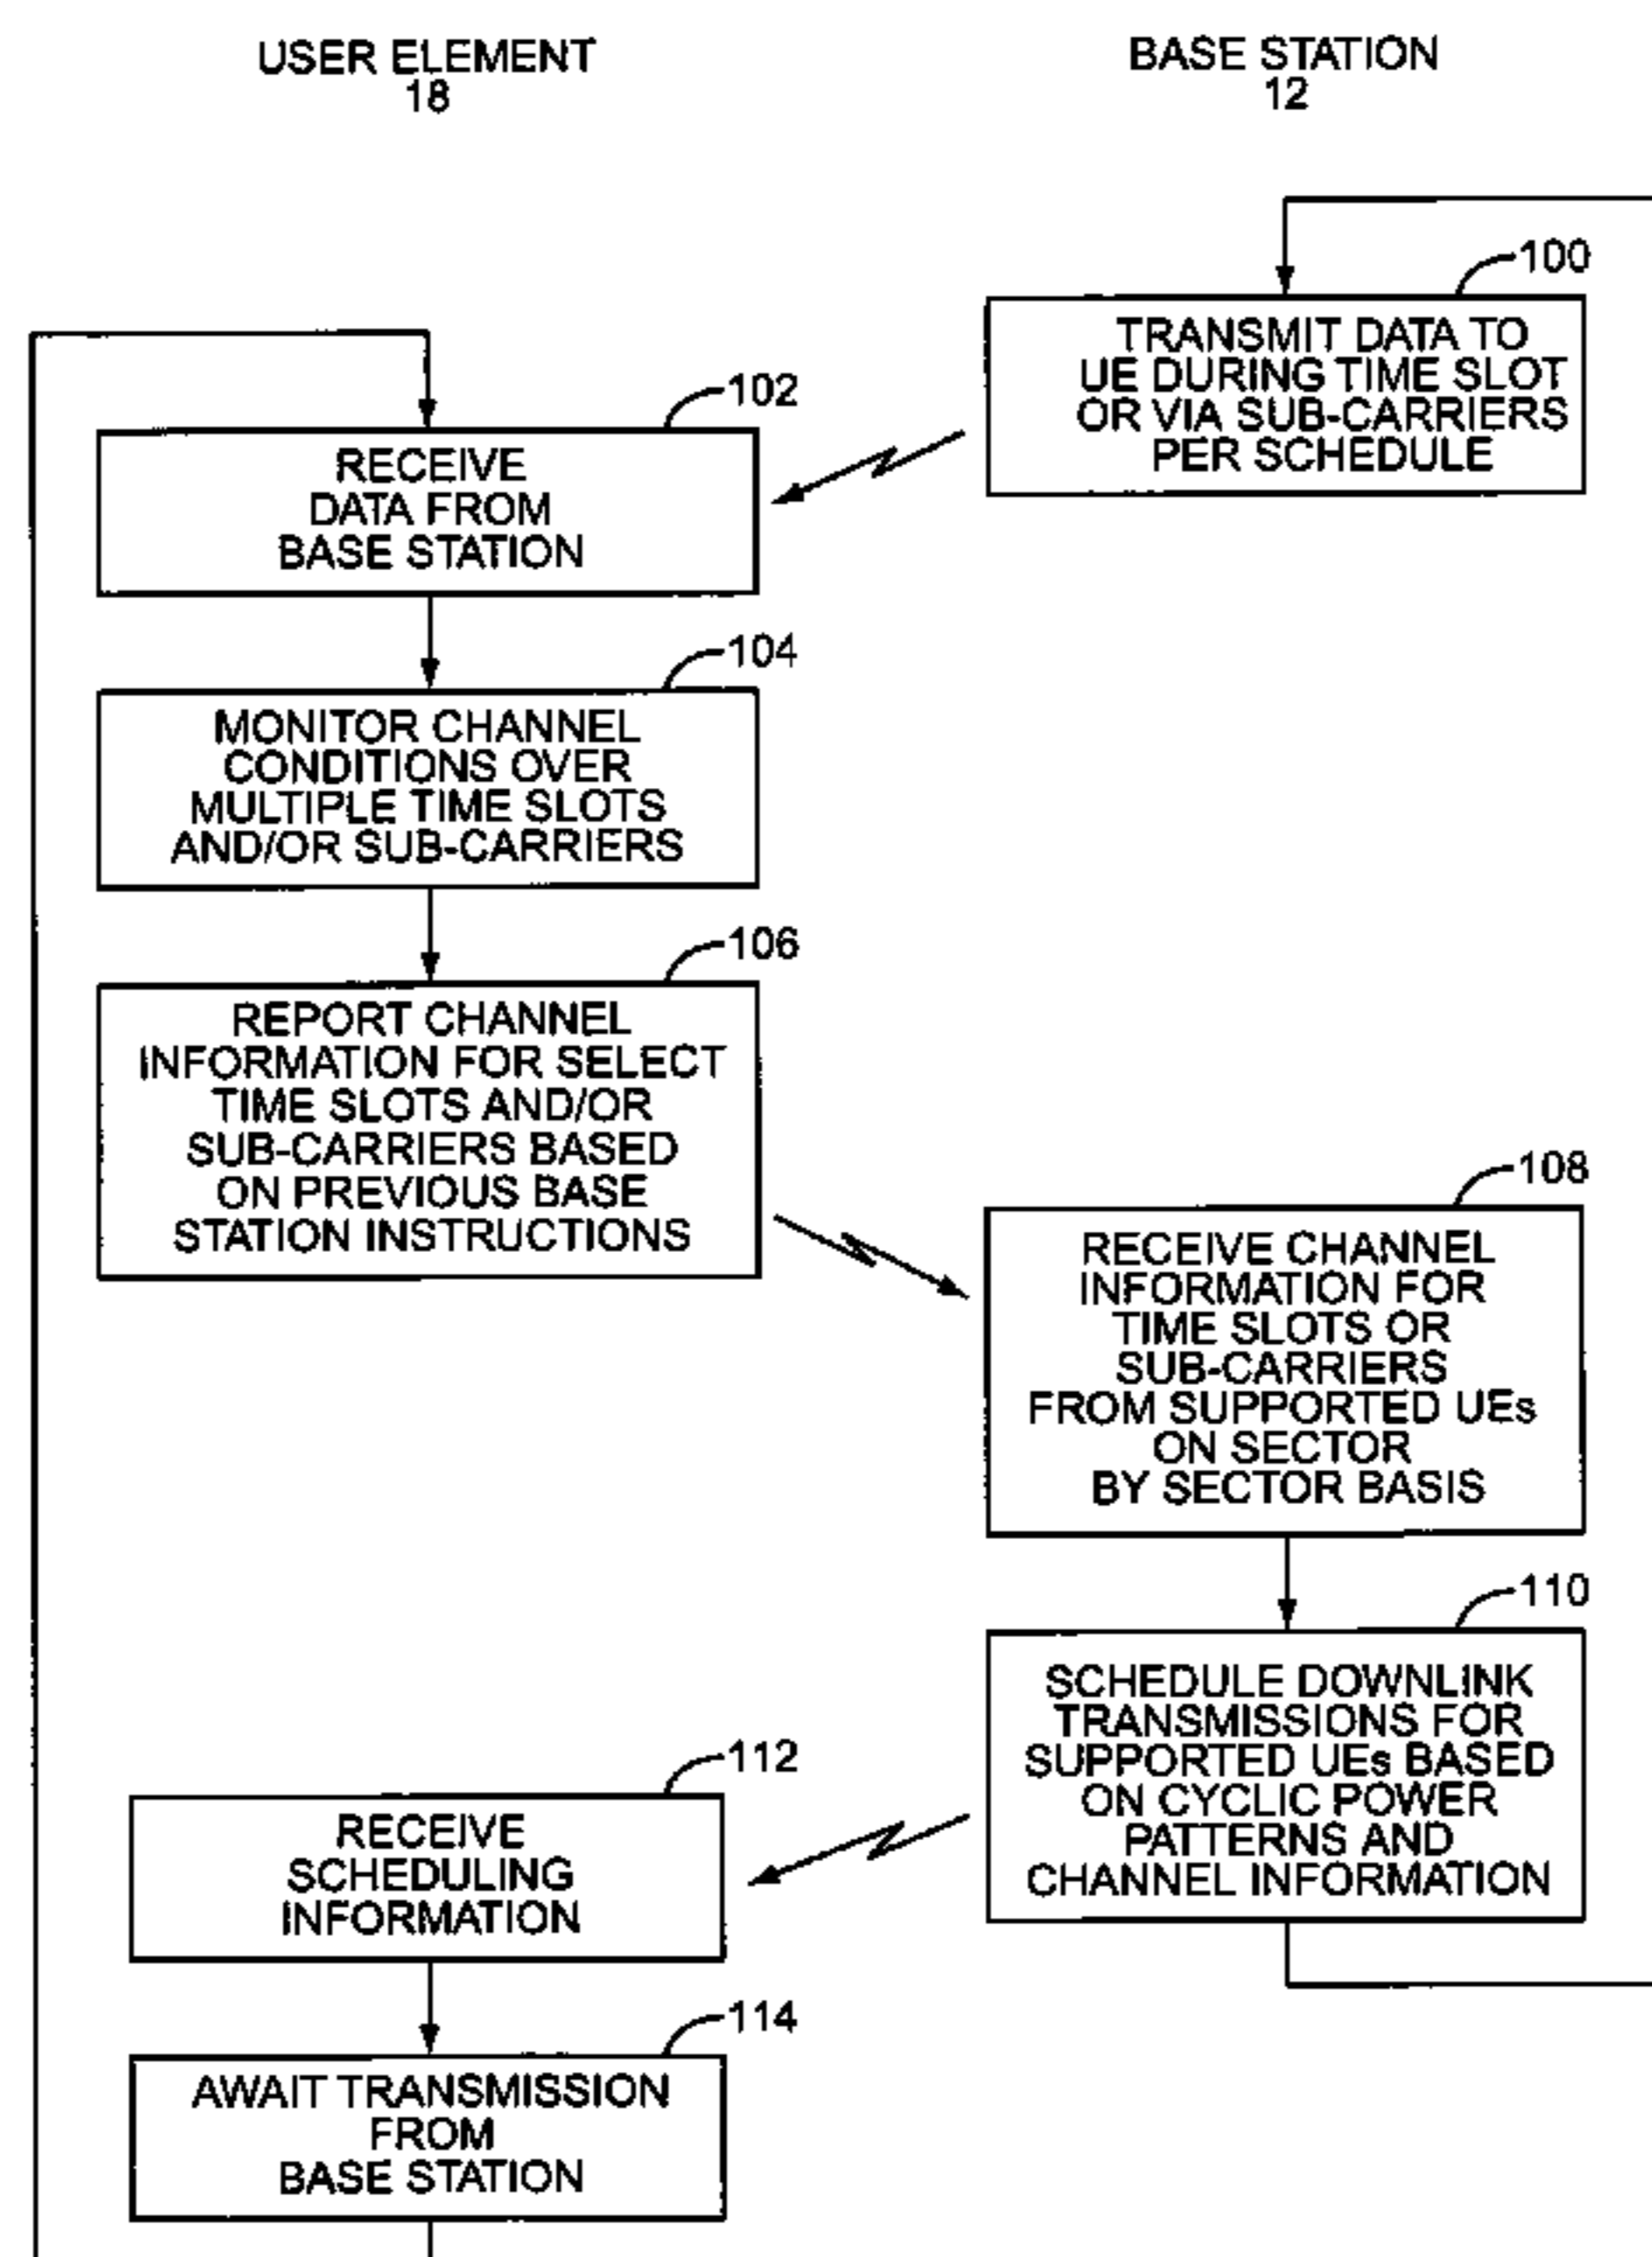 USER ELEMENT
18
BASE STATION
12
100
TRANSMIT DATA TO
UE DURING TIME SLOT
OR VIA SUB-CARRIERS
PER SCHEDULE
102
RECEIVE
DATA FROM
BASE STATION
104
MONITOR CHANNEL
CONDITIONS OVER
MULTIPLE TIME SLOTS
AND/OR SUB-CARRIERS
106
REPORT CHANNEL
INFORMATION FOR SELECT
TIME SLOTS AND/OR
SUB-CARRIERS BASED
ON PREVIOUS BASE
STATION INSTRUCTIONS
108
RECEIVE CHANNEL
INFORMATION FOR
TIME SLOTS OR
SUB-CARRIERS
FROM SUPPORTED UEs
ON SECTOR
BY SECTOR BASIS
110
SCHEDULE DOWNLINK
TRANSMISSIONS FOR
SUPPORTED UEs BASED
ON CYCLIC POWER
PATTERNS AND
CHANNEL INFORMATION
112
RECEIVE
SCHEDULING
INFORMATION
114
AWAIT TRANSMISSION
FROM
BASE STATION